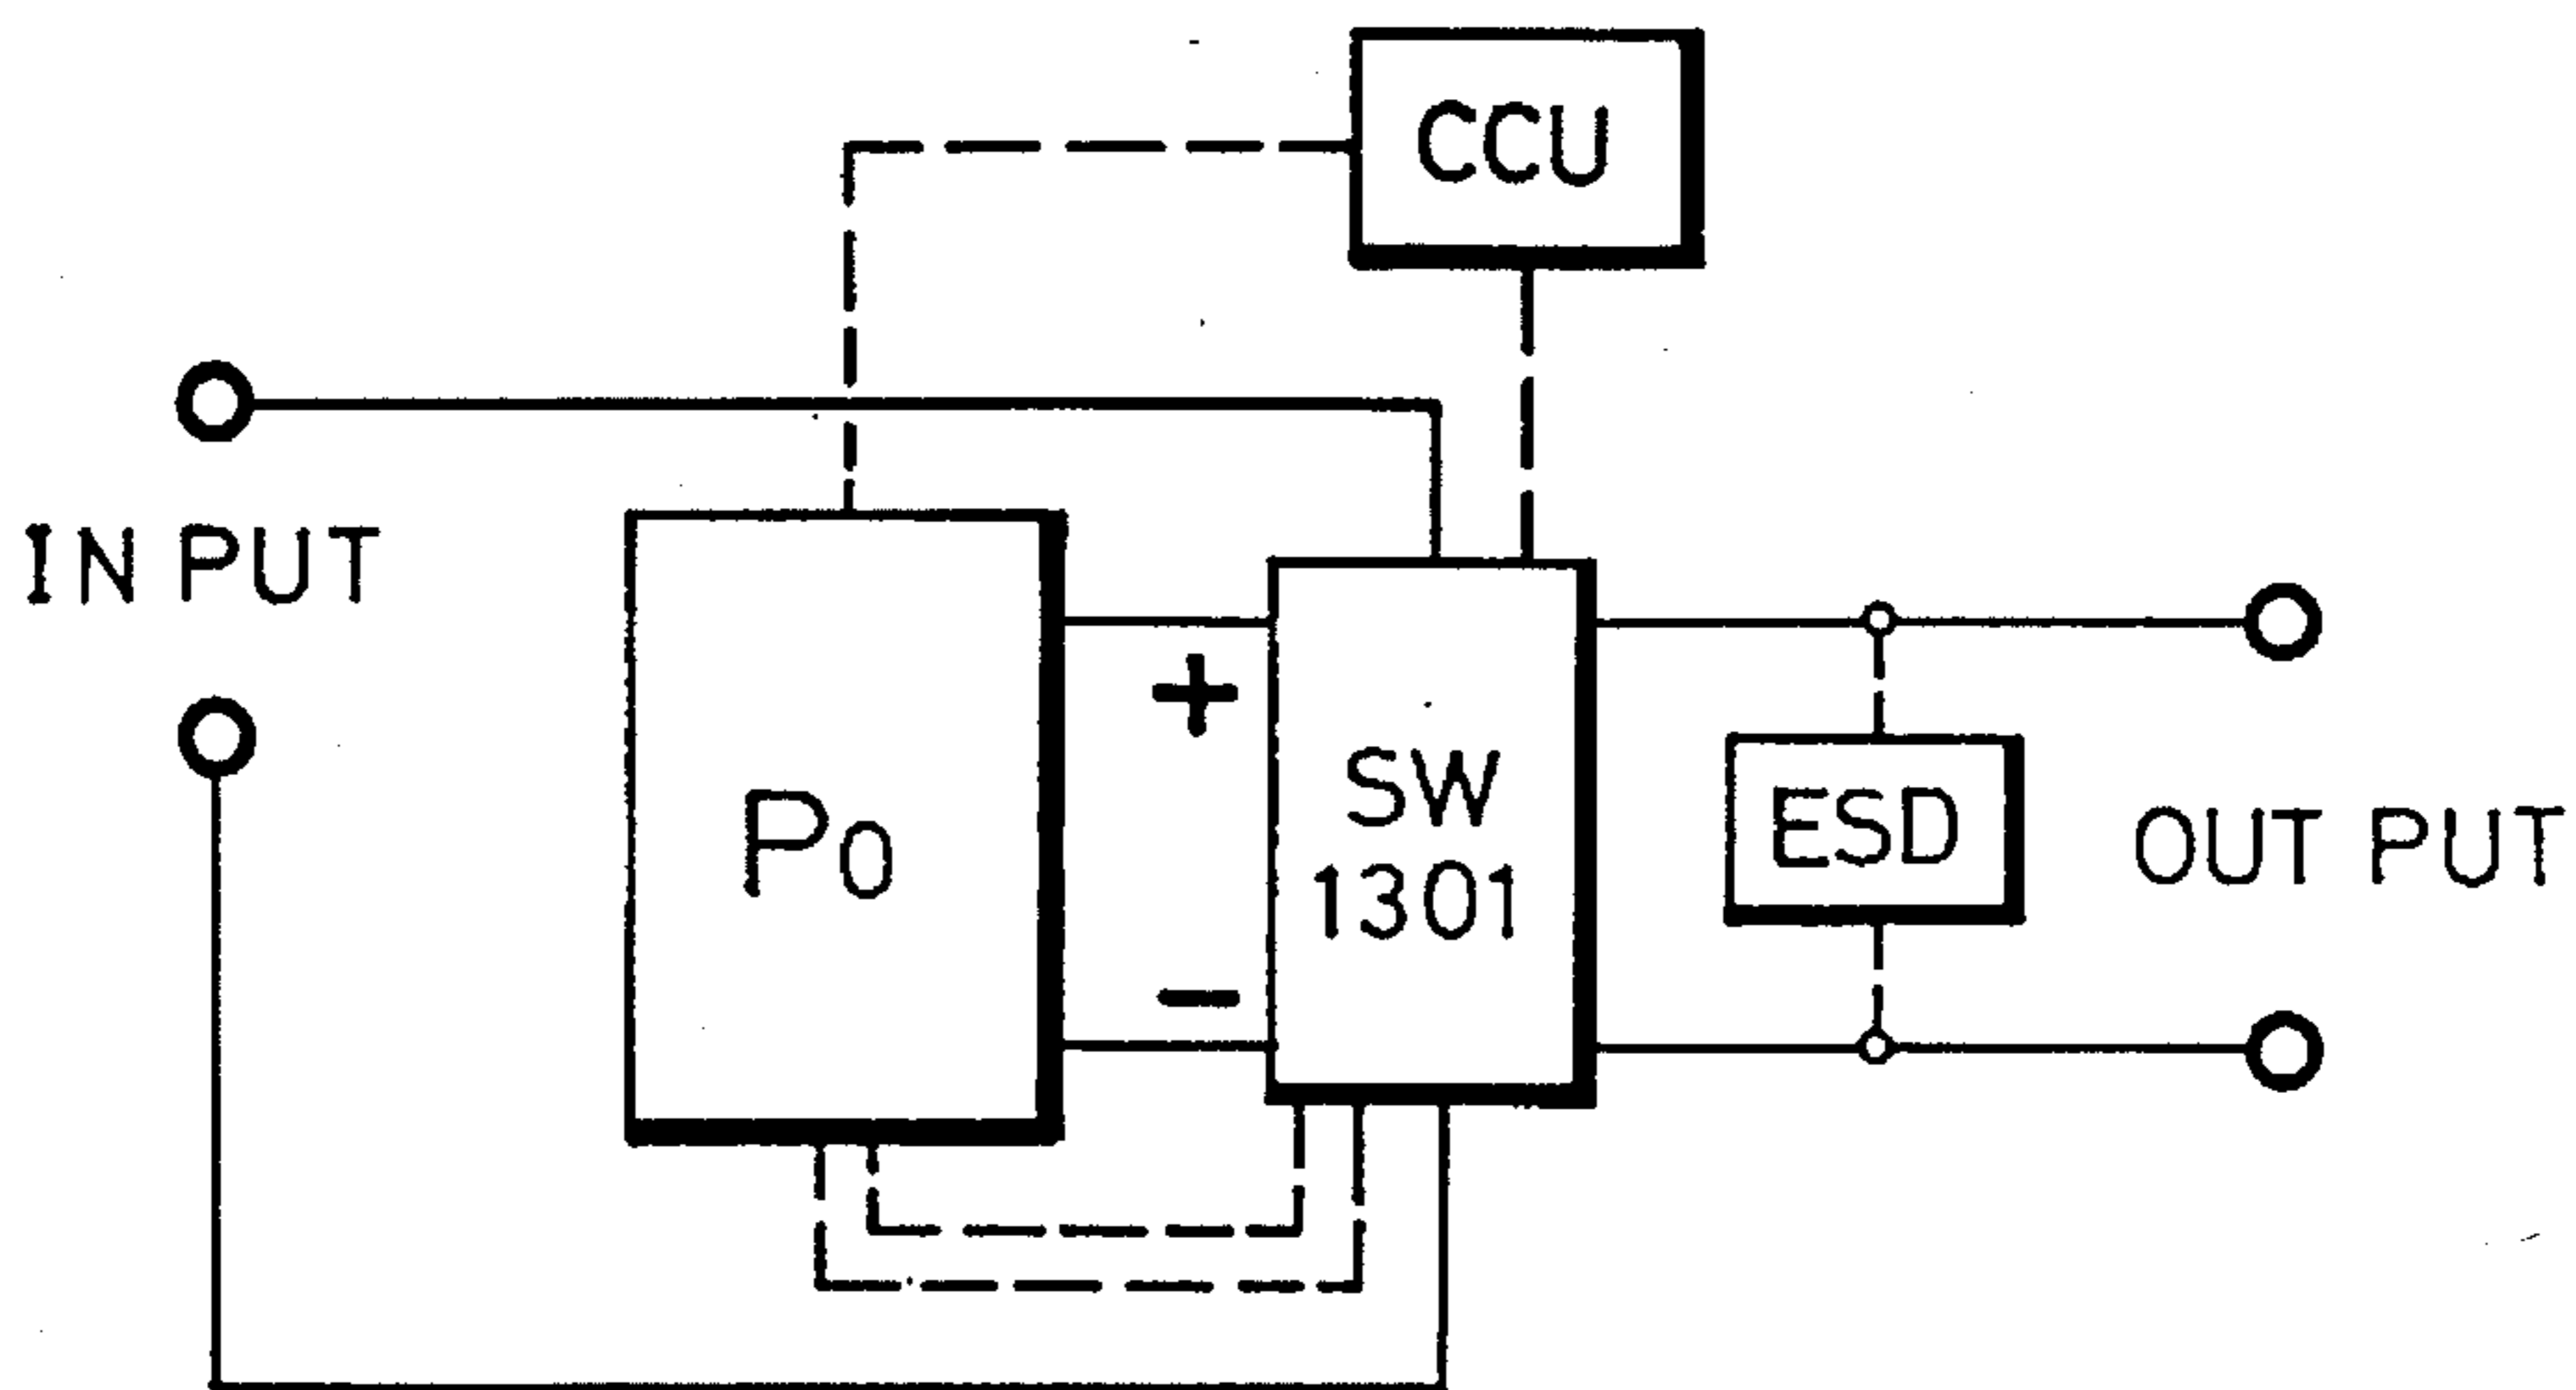 CCU
IN PUT
+
P0
SW
1301
ESD
OUT PUT
-